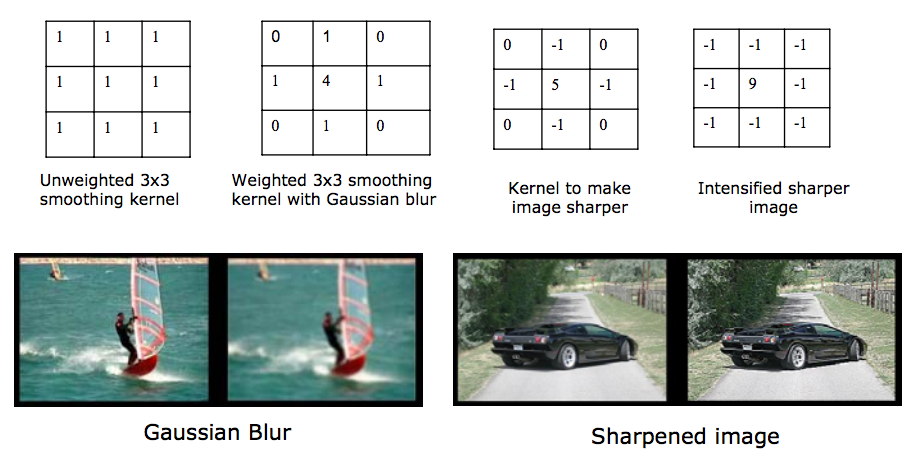 1 1 1
1 1 1
1 1 1
Unweighted 3x3
smoothing kernel
0 1 0
1 4 1
0 1 0
Weighted 3x3 smoothing
kernel with Gaussian blur
0 -1 0
-1 5 -1
0 -1 0
Kernel to make
image sharper
-1 -1 -1
-1 9 -1
-1 -1 -1
Intensified sharper
image
Gaussian Blur
Sharpened image